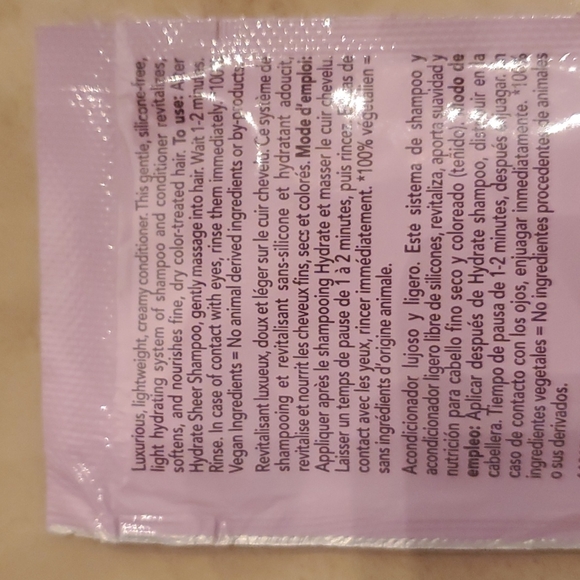 Luxurious, lightweight, creamy conditioner. This gentle, silicone-free,
light hydrating system of shampoo and conditioner revitalizes,
softens, and nourishes fine, dry color-treated hair. To use: After
Hydrate Sheer Shampoo, gently massage into hair. Wait 1-2 minutes.
Rinse. In case of contact with eyes, rinse them immediately. *100%
Vegan Ingredients = No animal derived ingredients or by-products.
Revitalisant luxueux, doux et léger sur le cuir chevelu. Ce système de
shampooing et revitalisant sans-silicone et hydratant adoucit,
revitalise et nourrit les cheveux fins, secs et colorés. Mode d'emploi:
Appliquer après le shampooing Hydrate et masser le cuir chevelu.
Laisser un temps de pause de 1 à 2 minutes, puis rincez. de
contact avec les yeux, rincer immédiatement. *100% végétalien =
sans ingrédients d'origine animale.
Acondicionador lujoso y ligero. Este sistema de shampoo y
acondicionador ligero libre de silicones, revitaliza, aporta suavidad y
nutrición para cabello fino seco y coloreado (teñido). Modo de
empleo: Aplicar después de Hydrate shampoo, distribuir en la
cabellera. Tiempo de pausa de 1-2 minutos, después enjuagar. En
caso de contacto con los ojos, enjuagar inmediatamente. *100%
ingredientes vegetales = No ingredientes procedentes de animales
o sus derivados.